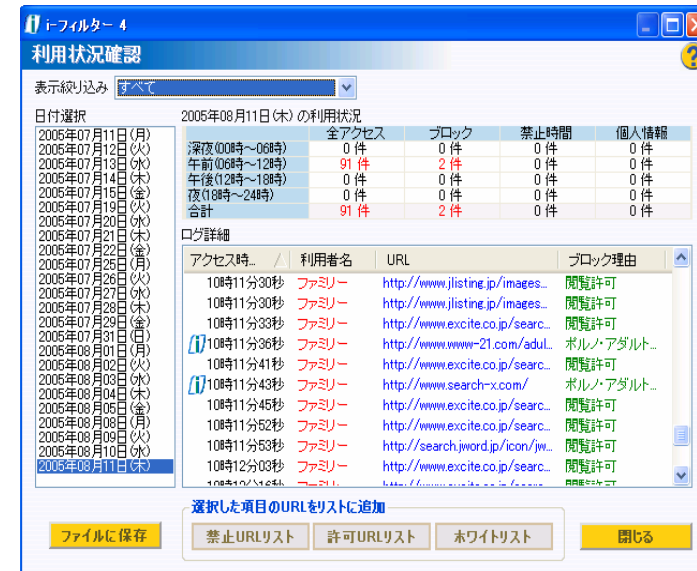 i-フィルター 4
利用状況確認
?
表示絞り込み すべて
日付選択
2005年07月11日(月)
2005年07月12日(火)
2005年07月13日(水)
2005年07月14日(木)
2005年07月15日(金)
2005年07月19日(火)
2005年07月20日(水)
2005年07月21日(木)
2005年07月22日(金)
2005年07月25日(月)
2005年07月26日(火)
2005年07月27日(水)
2005年07月28日(木)
2005年07月29日(金)
2005年07月31日(日)
2005年08月01日(月)
2005年08月02日(火)
2005年08月03日(水)
2005年08月04日(木)
2005年08月05日(金)
2005年08月08日(月)
2005年08月09日(火)
2005年08月10日(水)
2005年08月11日(木)
2005年08月11日(木) の利用状況
全アクセス ブロック 禁止時間 個人情報
深夜(00時～06時) 0 件 0 件 0 件 0 件
午前(06時～12時) 91 件 2 件 0 件 0 件
午後(12時～18時) 0 件 0 件 0 件 0 件
夜(18時～24時) 0 件 0 件 0 件 0 件
合計 91 件 2 件 0 件 0 件
ログ詳細
アクセス時... 利用者名 URL ブロック理由
10時11分30秒 ファミリー http://www.jlisting.jp/images... 閲覧許可
10時11分30秒 ファミリー http://www.jlisting.jp/images... 閲覧許可
10時11分33秒 ファミリー http://www.excite.co.jp/searc... 閲覧許可
10時11分36秒 ファミリー http://www.www-21.com/adul... ポルノ・アダルト...
10時11分41秒 ファミリー http://www.excite.co.jp/searc... 閲覧許可
10時11分43秒 ファミリー http://www.search-x.com/ ポルノ・アダルト...
10時11分45秒 ファミリー http://www.excite.co.jp/searc... 閲覧許可
10時11分52秒 ファミリー http://www.excite.co.jp/searc... 閲覧許可
10時11分53秒 ファミリー http://search.jword.jp/icon/jw... 閲覧許可
10時12分03秒 ファミリー http://www.excite.co.jp/searc... 閲覧許可
選択した項目のURLをリストに追加
ファイルに保存 禁止URLリスト 許可URLリスト ホワイトリスト 閉じる